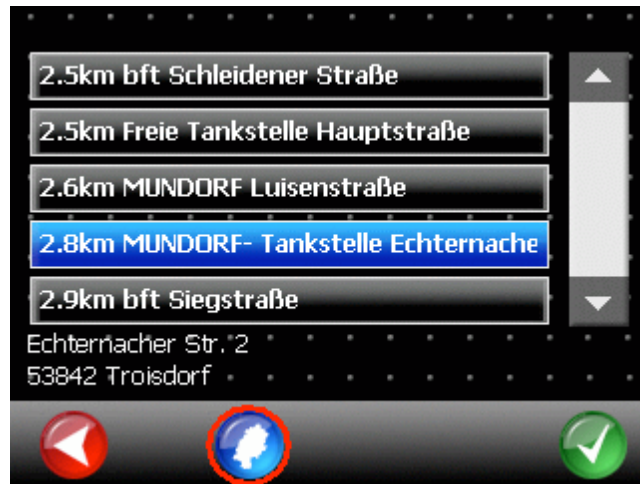 2.5km bft Schleidener Straße
2.5km Freie Tankstelle Hauptstraße
2.6km MUNDORF Luisenstraße
2.8km MUNDORF- Tankstelle Echternache
2.9km bft Siegstraße
Echternacher Str. 2
53842 Troisdorf